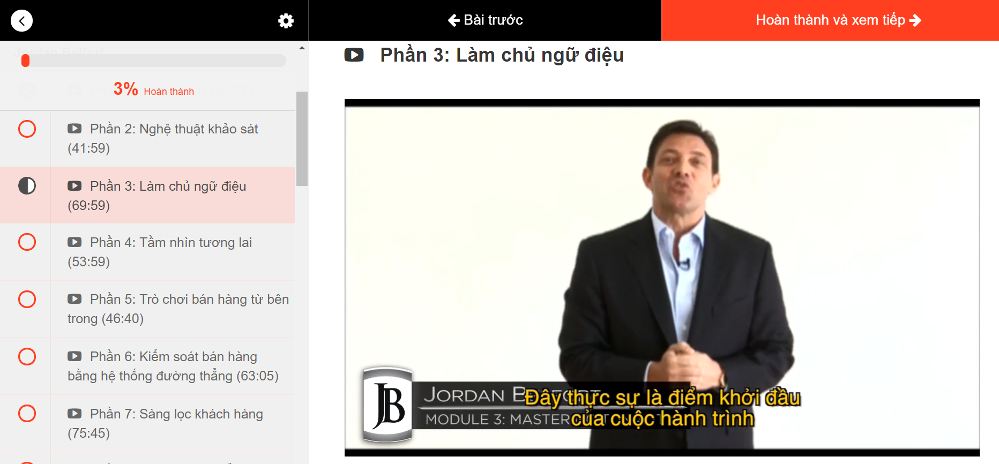 Bài trước
Hoàn thành và xem tiếp
Jordan Belfort
3% Hoàn thành
Phần 2: Nghệ thuật khảo sát
(41:59)
Phần 3: Làm chủ ngữ điệu
(69:59)
Phần 4: Tầm nhìn tương lai
(53:59)
Phần 5: Trò chơi bán hàng từ bên
trong (46:40)
Phần 6: Kiểm soát bán hàng
bằng hệ thống đường thẳng (63:05)
Phần 7: Sàng lọc khách hàng
(75:45)
Phần 3: Làm chủ ngữ điệu
JB
JORDAN BELFORT
MODULE 3: MASTER
Đây thực sự là điểm khởi đầu
của cuộc hành trình